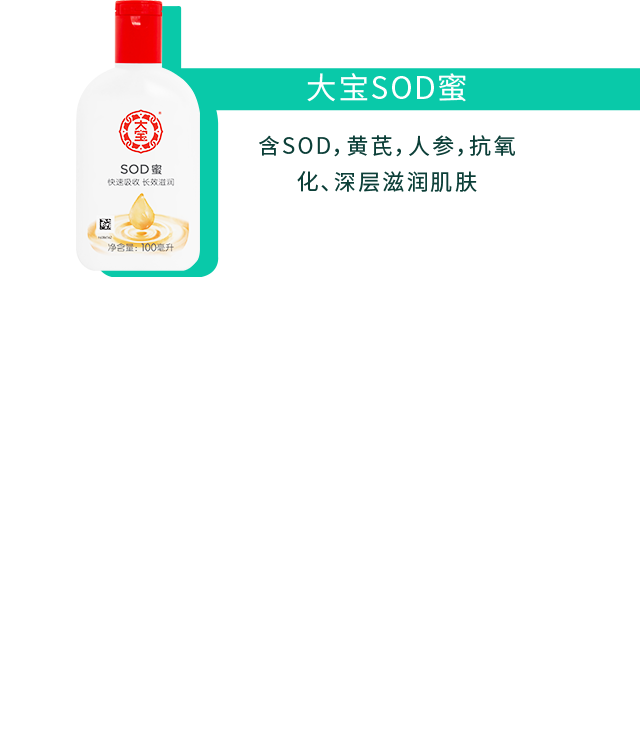 大宝SOD蜜
含SOD，黄芪，人参，抗氧
化、深层滋润肌肤
大宝
SOD蜜
快速吸收 长效滋润
净含量：100毫升